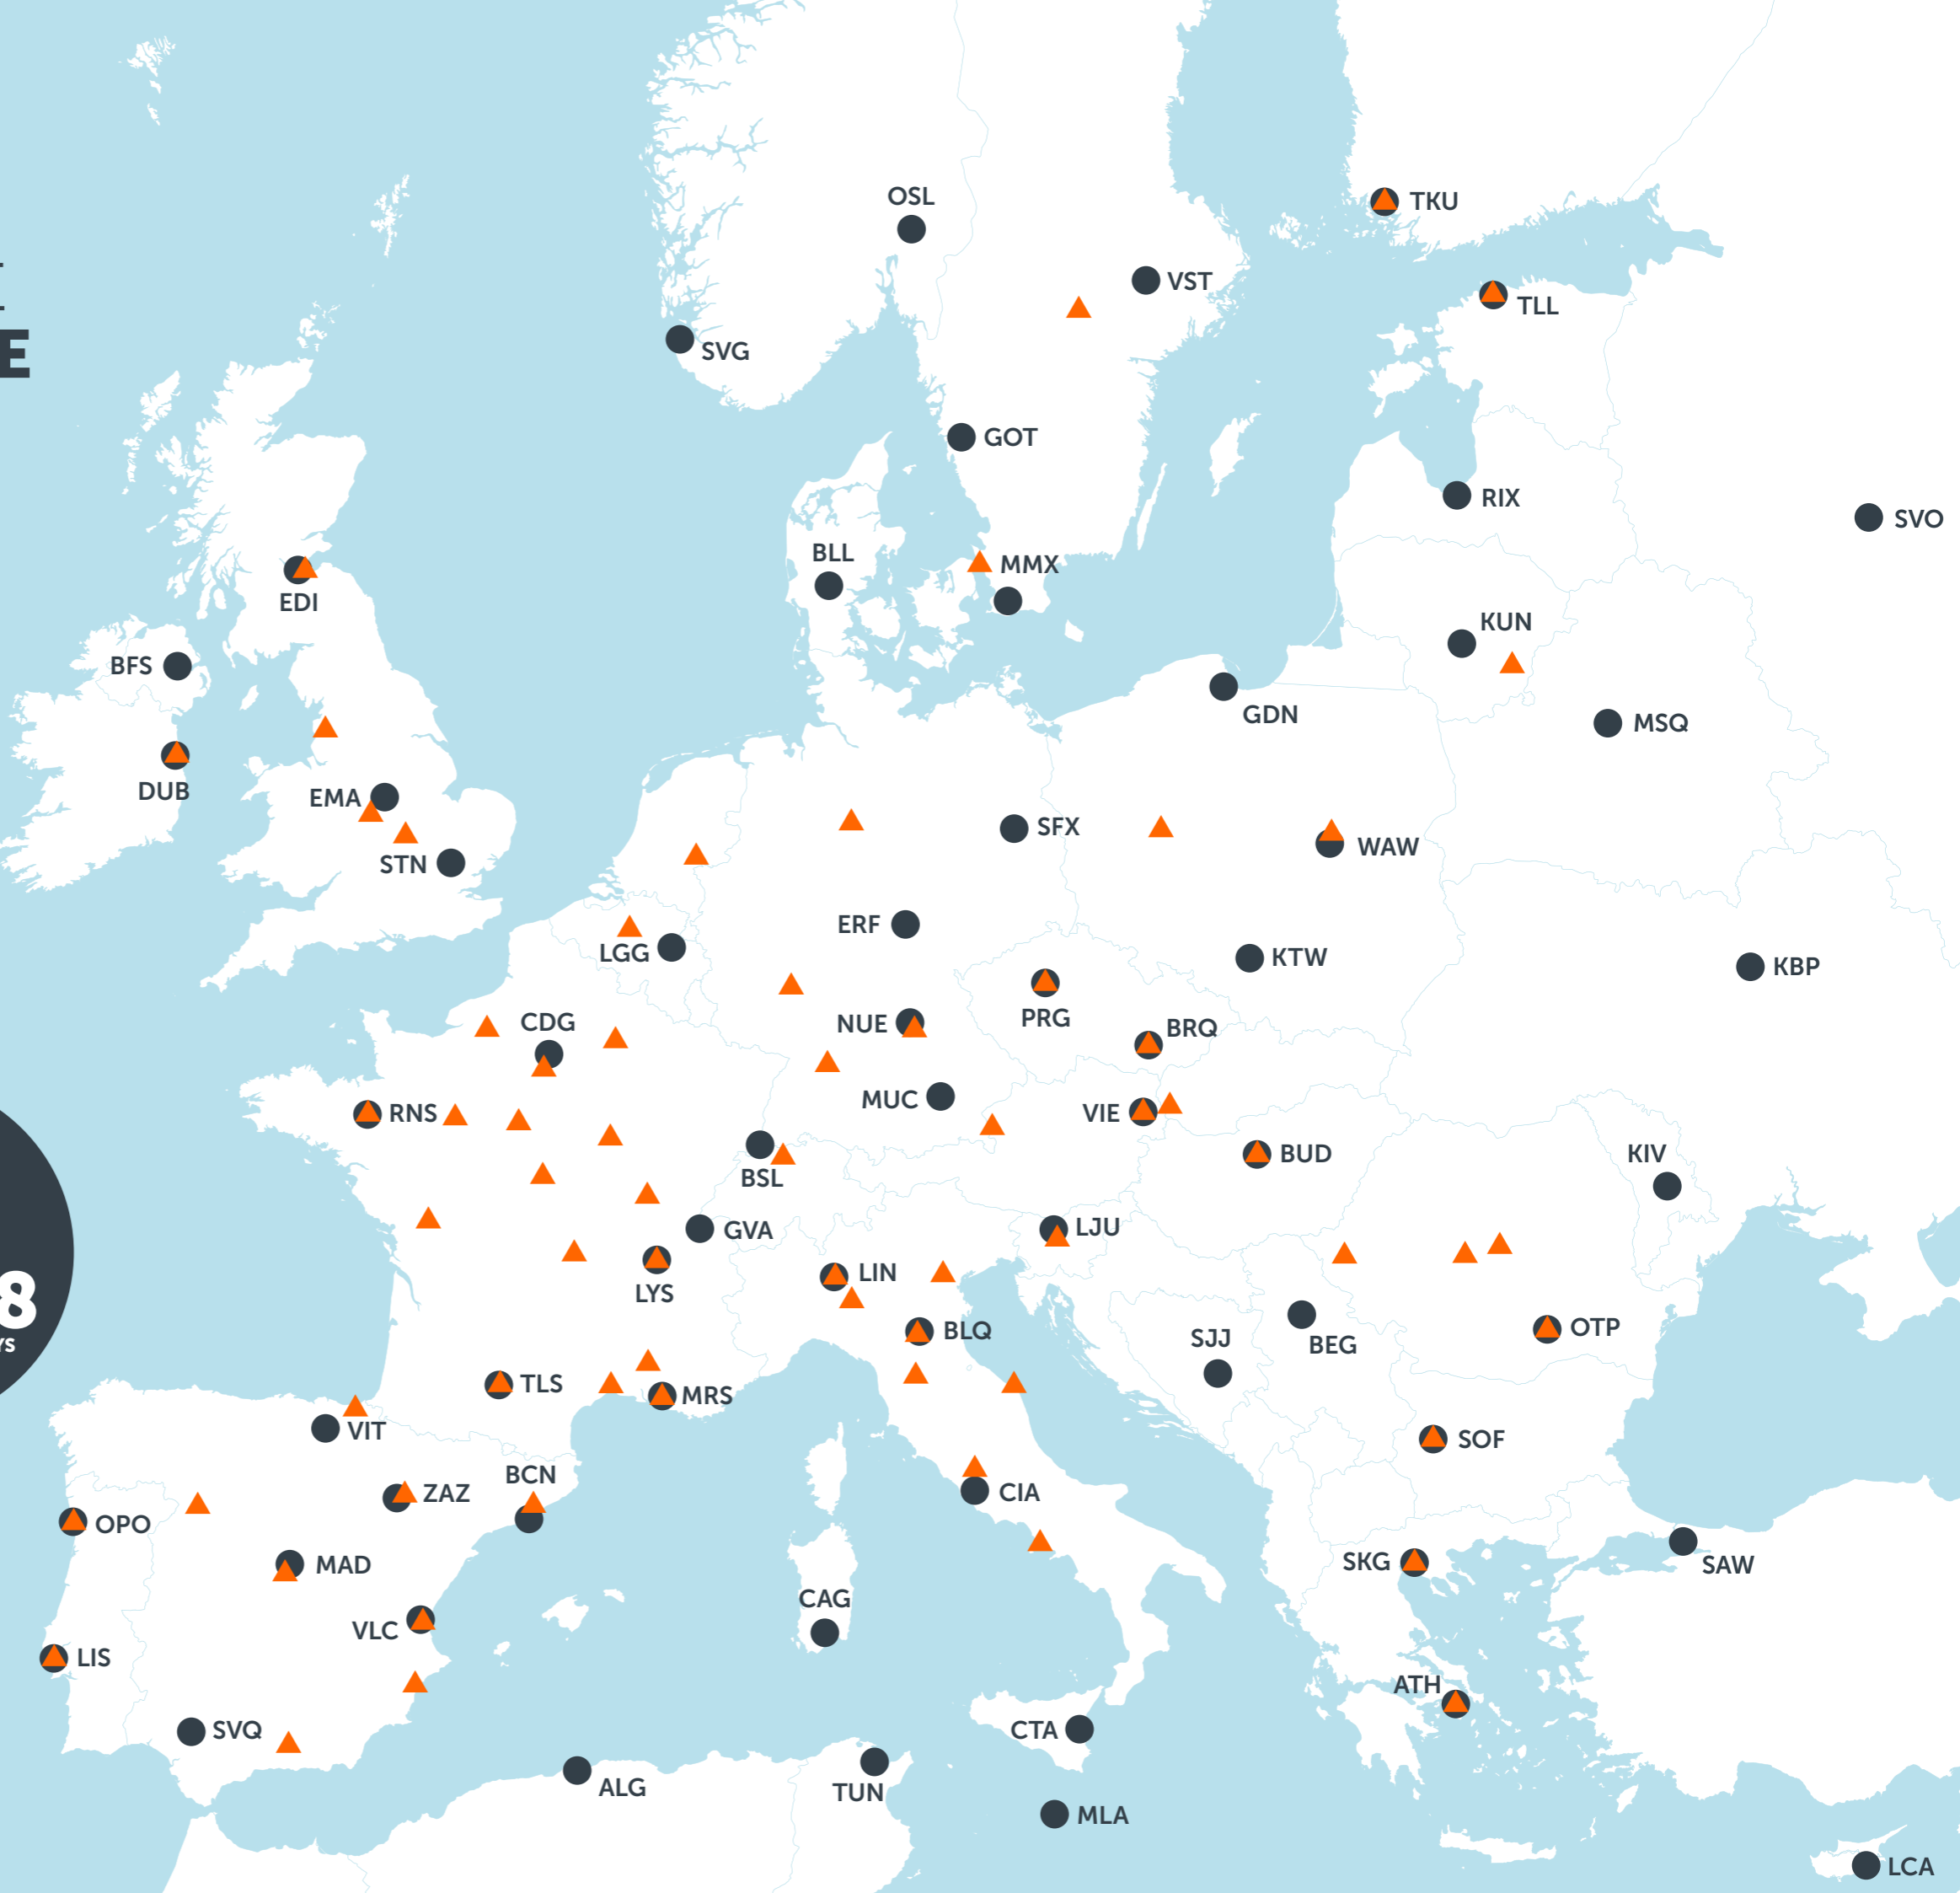 OSL
TKU
VST
TLL
E
SVG
GOT
RIX
SVO
BLL
MMX
EDI
KUN
BFS
GDN
MSQ
DUB
EMA
SFX
WAW
STN
ERF
LGG
KTW
KBP
CDG
NUE
PRG
BRQ
MUC
RNS
VIE
BUD
KIV
BSL
GVA
LJU
LIN
LYS
8
YS
BLQ
SJJ
BEG
OTP
TLS
MRS
VIT
SOF
BCN
ZAZ
CIA
OPO
MAD
SKG
SAW
CAG
VLC
LIS
ATH
SVQ
CTA
ALG
TUN
MLA
LCA